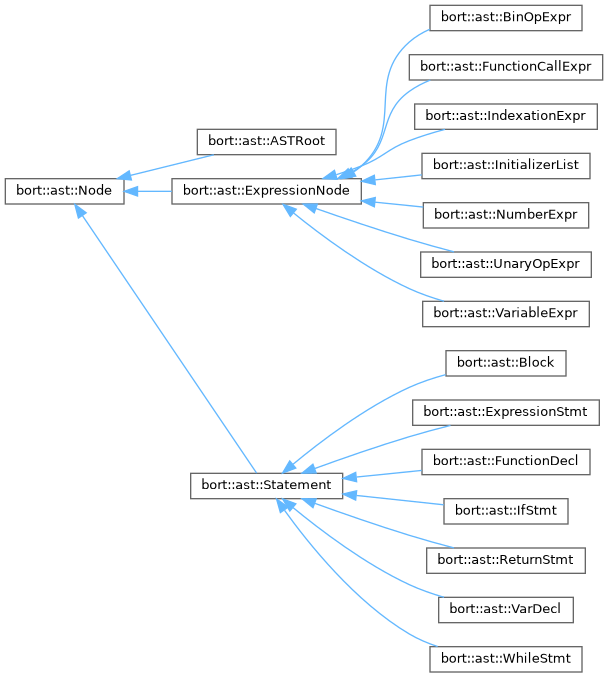 bort::ast::BinOpExpr
bort::ast::FunctionCallExpr
bort::ast::IndexationExpr
bort::ast::ASTRoot
bort::ast::InitializerList
bort::ast::Node
bort::ast::ExpressionNode
bort::ast::NumberExpr
bort::ast::UnaryOpExpr
bort::ast::VariableExpr
bort::ast::Block
bort::ast::ExpressionStmt
bort::ast::FunctionDecl
bort::ast::Statement
bort::ast::IfStmt
bort::ast::ReturnStmt
bort::ast::VarDecl
bort::ast::WhileStmt